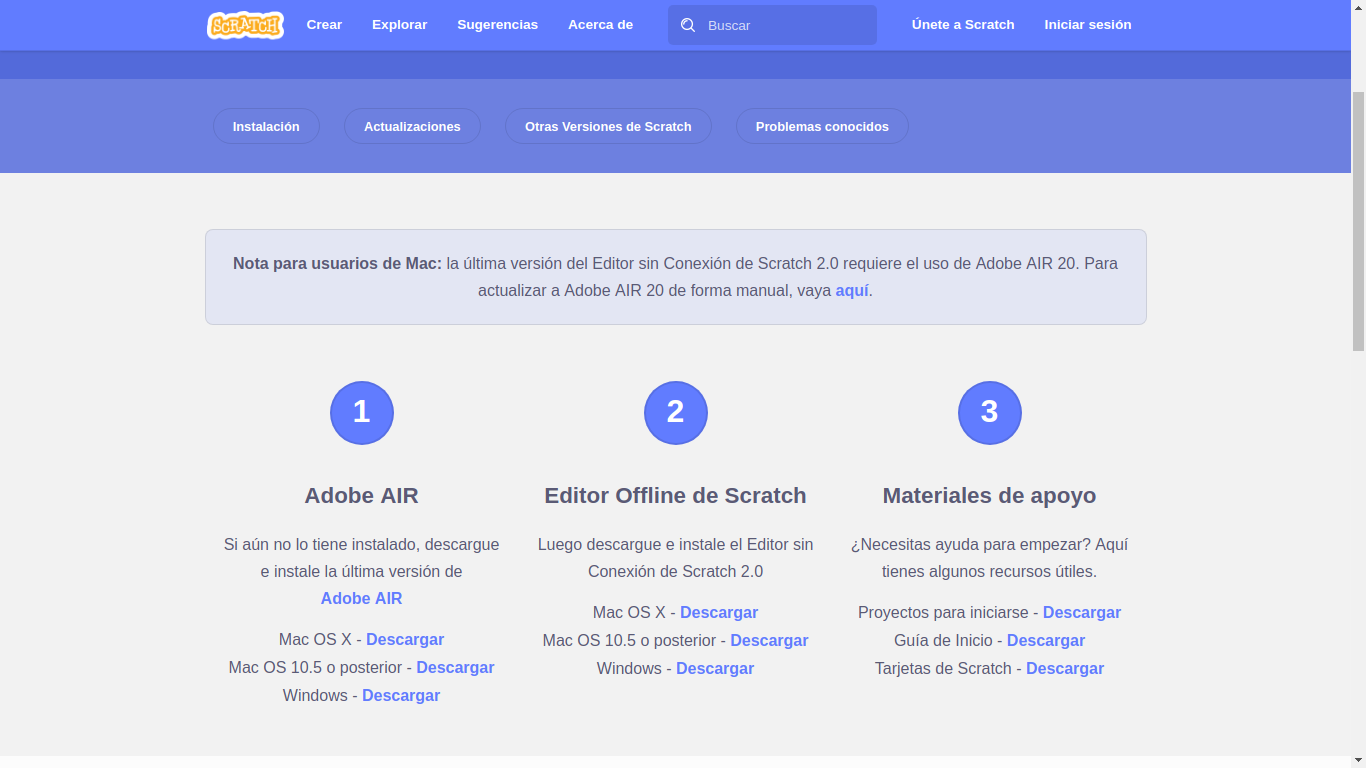 SCRATCH Crear Explorar Sugerencias Acerca de Buscar Únete a Scratch Iniciar sesión
Instalación Actualizaciones Otras Versiones de Scratch Problemas conocidos
Nota para usuarios de Mac: la última versión del Editor sin Conexión de Scratch 2.0 requiere el uso de Adobe AIR 20. Para
actualizar a Adobe AIR 20 de forma manual, vaya aquí.
1
Adobe AIR
Si aún no lo tiene instalado, descargue
e instale la última versión de
Adobe AIR
Mac OS X - Descargar
Mac OS 10.5 o posterior - Descargar
Windows - Descargar
2
Editor Offline de Scratch
Luego descargue e instale el Editor sin
Conexión de Scratch 2.0
Mac OS X - Descargar
Mac OS 10.5 o posterior - Descargar
Windows - Descargar
3
Materiales de apoyo
¿Necesitas ayuda para empezar? Aquí
tienes algunos recursos útiles.
Proyectos para iniciarse - Descargar
Guía de Inicio - Descargar
Tarjetas de Scratch - Descargar